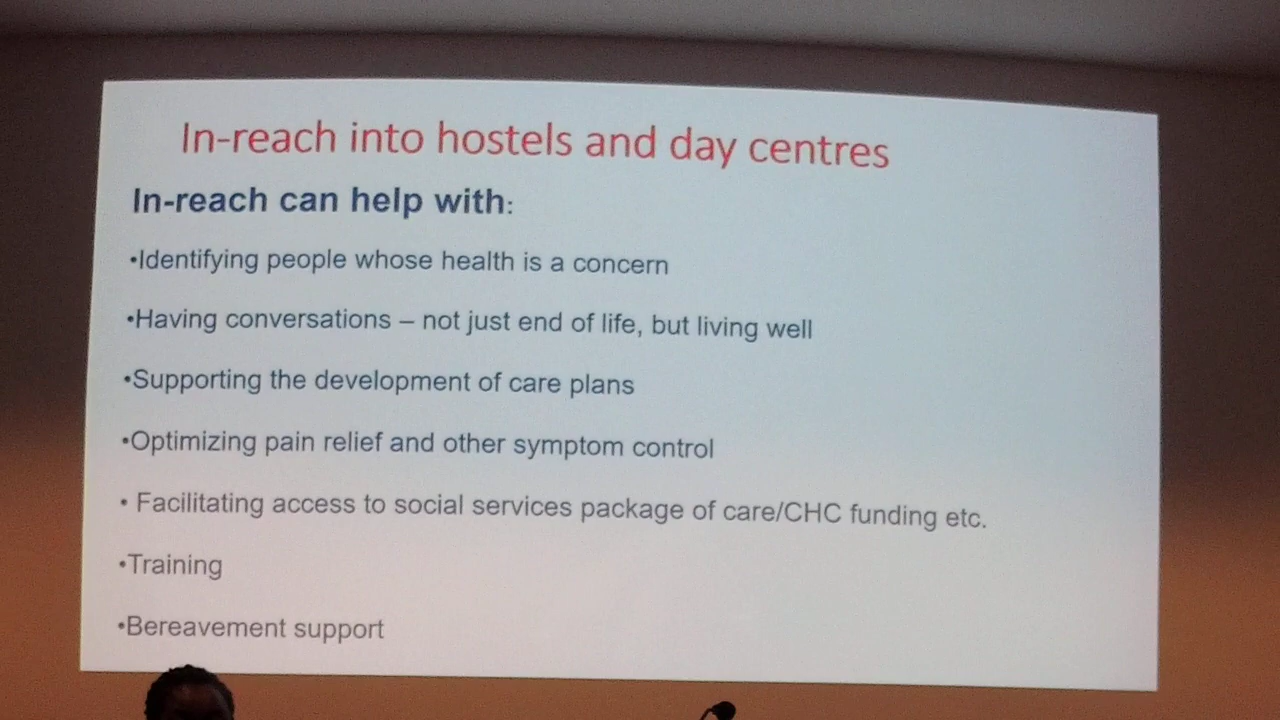 In-reach into hostels and day centres
In-reach can help with:
•Identifying people whose health is a concern
•Having conversations – not just end of life, but living well
•Supporting the development of care plans
•Optimizing pain relief and other symptom control
• Facilitating access to social services package of care/CHC funding etc.
•Training
•Bereavement support